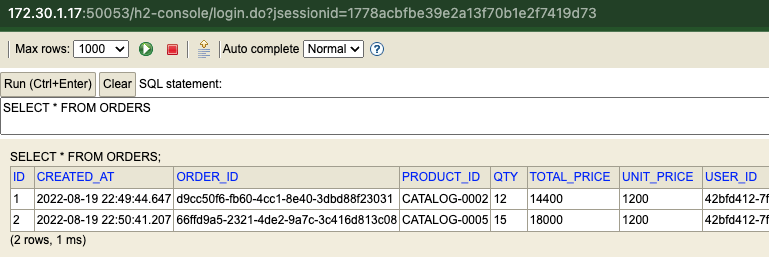 172.30.1.17:50053/h2-console/login.do?jsessionid=1778acbfbe39e2a13f70b1e2f7419d73
Max rows: 1000 Auto complete Normal ?
Run (Ctrl+Enter) Clear SQL statement:
SELECT * FROM ORDERS
SELECT * FROM ORDERS;
ID CREATED_AT ORDER_ID PRODUCT_ID QTY TOTAL_PRICE UNIT_PRICE USER_ID
1 2022-08-19 22:49:44.647 d9cc50f6-fb60-4cc1-8e40-3dbd88f23031 CATALOG-0002 12 14400 1200 42bfd412-7f
2 2022-08-19 22:50:41.207 66ffd9a5-2321-4de2-9a7c-3c416d813c08 CATALOG-0005 15 18000 1200 42bfd412-7f
(2 rows, 1 ms)